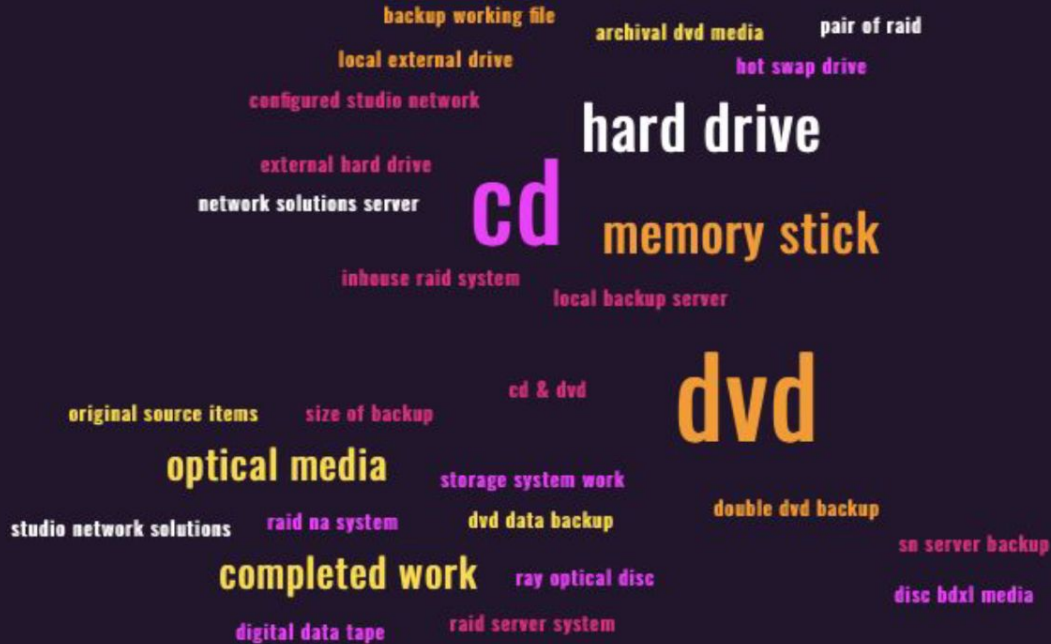 backup working file
archival dvd media
pair of raid
local external drive
hot swap drive
configured studio network
hard drive
external hard drive
cd
network solutions server
memory stick
inhouse raid system
local backup server
dvd
cd & dvd
original source items
size of backup
optical media
storage system work
double dvd backup
studio network solutions
raid na system
dvd data backup
sn server backup
completed work
ray optical disc
disc bdxl media
digital data tape
raid server system